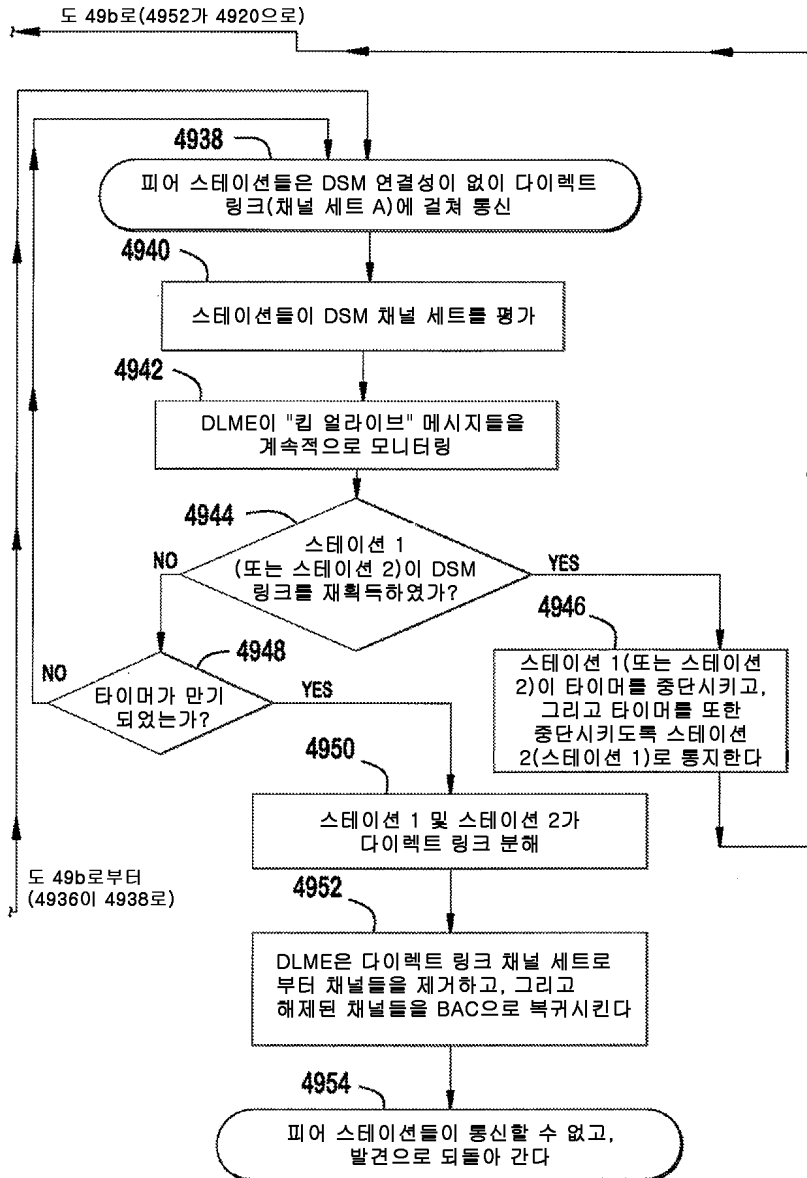 도 49b로(4952가 4920으로)
4938
피어 스테이션들은 DSM 연결성이 없이 다이렉트
링크(채널 세트 A)에 걸쳐 통신
4940
스테이션들이 DSM 채널 세트를 평가
4942
DLME이 "킵 얼라이브" 메시지들을
계속적으로 모니터링
4944
스테이션 1
(또는 스테이션 2)이 DSM
링크를 재획득하였가?
NO
YES
4946
스테이션 1(또는 스테이션
2)이 타이머를 중단시키고,
그리고 타이머를 또한
중단시키도록 스테이션
2(스테이션 1)로 통지한다
4948
타이머가 만기
되었는가?
NO
YES
4950
스테이션 1 및 스테이션 2가
다이렉트 링크 분해
도 49b로부터
(4936이 4938로)
4952
DLME은 다이렉트 링크 채널 세트로
부터 채널들을 제거하고, 그리고
해제된 채널들을 BAC으로 복귀시킨다
4954
피어 스테이션들이 통신할 수 없고,
발견으로 되돌아 간다